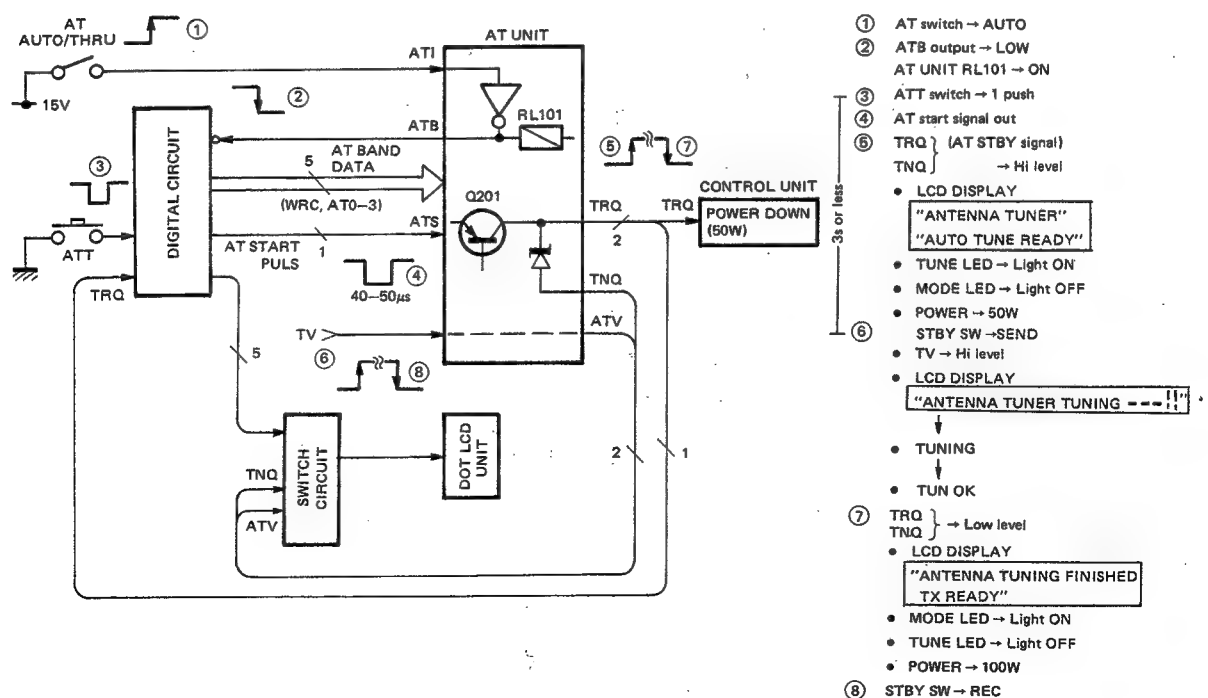 AT
AUTO/THRU
①
15V
②
③
ATT
TRQ
DIGITAL CIRCUIT
AT UNIT
ATI
ATB
RL101
AT BAND
DATA
5
(WRC, AT0–3)
Q201
ATS
AT START
PULS
1
④
40–50μs
TV
⑥
⑧
5
TNQ
ATV
SWITCH
CIRCUIT
DOT LCD
UNIT
⑤
⑦
TRQ
2
TRQ
TNQ
ATV
CONTROL UNIT
POWER DOWN
(50W)
2
1
① AT switch → AUTO
② ATB output → LOW
AT UNIT RL101 → ON
3s or less
③ ATT switch → 1 push
④ AT start signal out
⑤ TRQ } (AT STBY signal)
TNQ → Hi level
• LCD DISPLAY
"ANTENNA TUNER"
"AUTO TUNE READY"
• TUNE LED → Light ON
• MODE LED → Light OFF
• POWER → 50W
⑥ STBY SW → SEND
• TV → Hi level
• LCD DISPLAY
"ANTENNA TUNER TUNING ---!!"
• TUNING
• TUN OK
⑦ TRQ
TNQ } → Low level
• LCD DISPLAY
"ANTENNA TUNING FINISHED
TX READY"
• MODE LED → Light ON
• TUNE LED → Light OFF
• POWER → 100W
⑧ STBY SW → REC